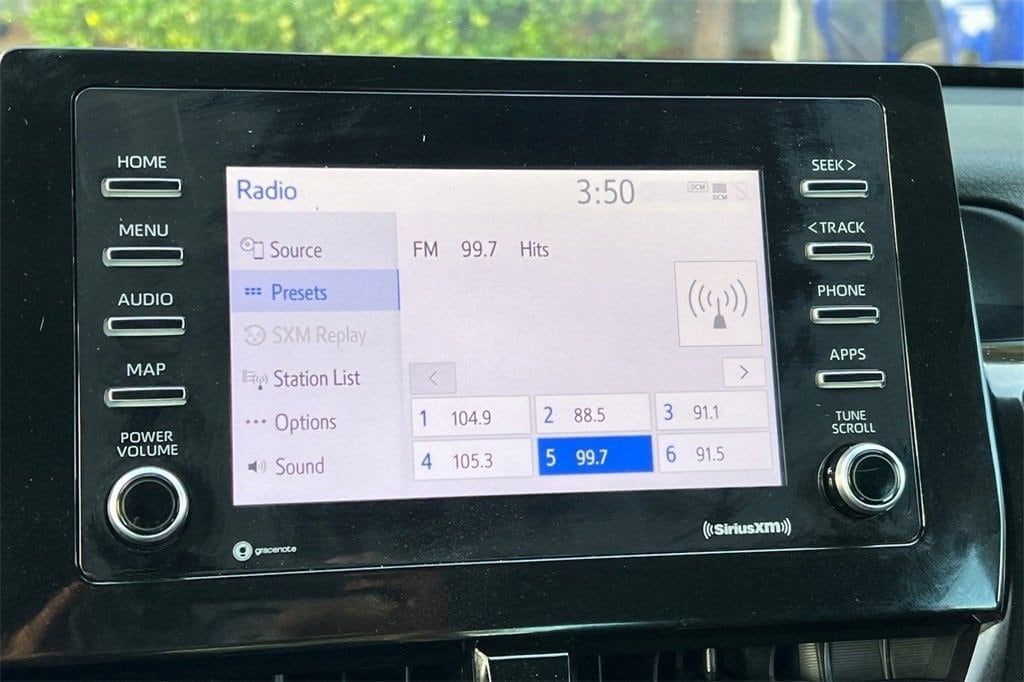 HOME
MENU
AUDIO
MAP
POWER
VOLUME
Radio
3:50
DCM
DCM
Source
Presets
SXM Replay
Station List
Options
Sound
FM 99.7 Hits
<
>
1 104.9
2 88.5
3 91.1
4 105.3
5 99.7
6 91.5
SEEK >
< TRACK
PHONE
APPS
TUNE
SCROLL
g gracenote
((SiriusXM))